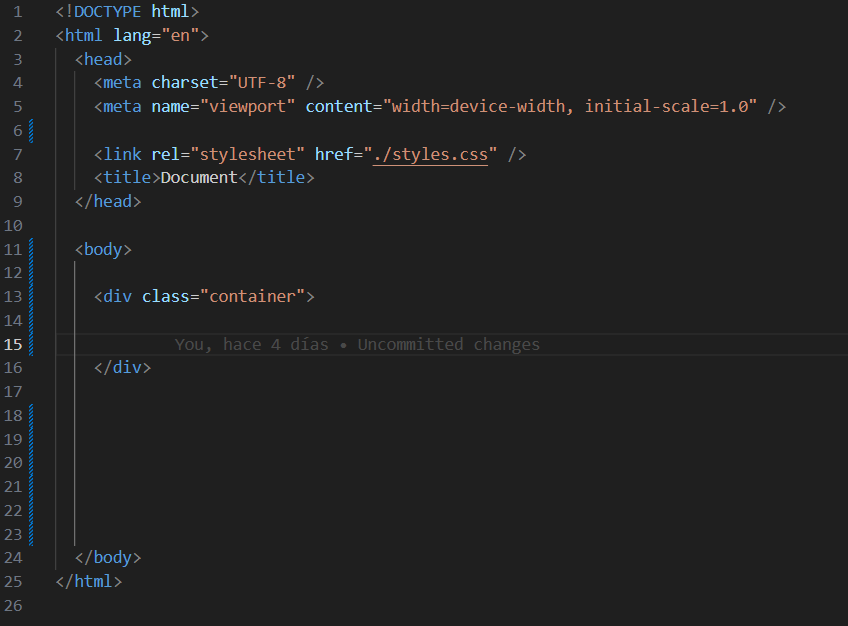 1 <!DOCTYPE html>
2 <html lang="en">
3 <head>
4 <meta charset="UTF-8" />
5 <meta name="viewport" content="width=device-width, initial-scale=1.0" />
6
7 <link rel="stylesheet" href="./styles.css" />
8 <title>Document</title>
9 </head>
10
11 <body>
12
13 <div class="container">
14
15 You, hace 4 días • Uncommitted changes
16 </div>
17
18
19
20
21
22
23
24 </body>
25 </html>
26